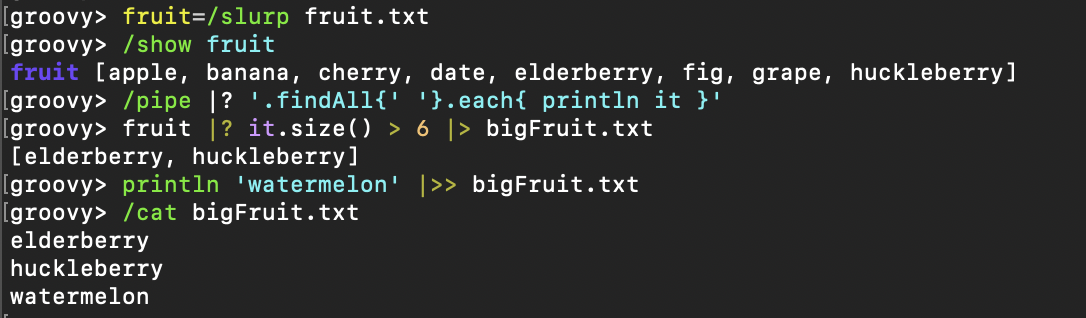 groovy> fruit=/slurp fruit.txt
groovy> /show fruit
fruit [apple, banana, cherry, date, elderberry, fig, grape, huckleberry]
groovy> /pipe |? '.findAll{' '}.each{ println it }'
groovy> fruit |? it.size() > 6 |> bigFruit.txt
[elderberry, huckleberry]
groovy> println 'watermelon' |>> bigFruit.txt
groovy> /cat bigFruit.txt
elderberry
huckleberry
watermelon